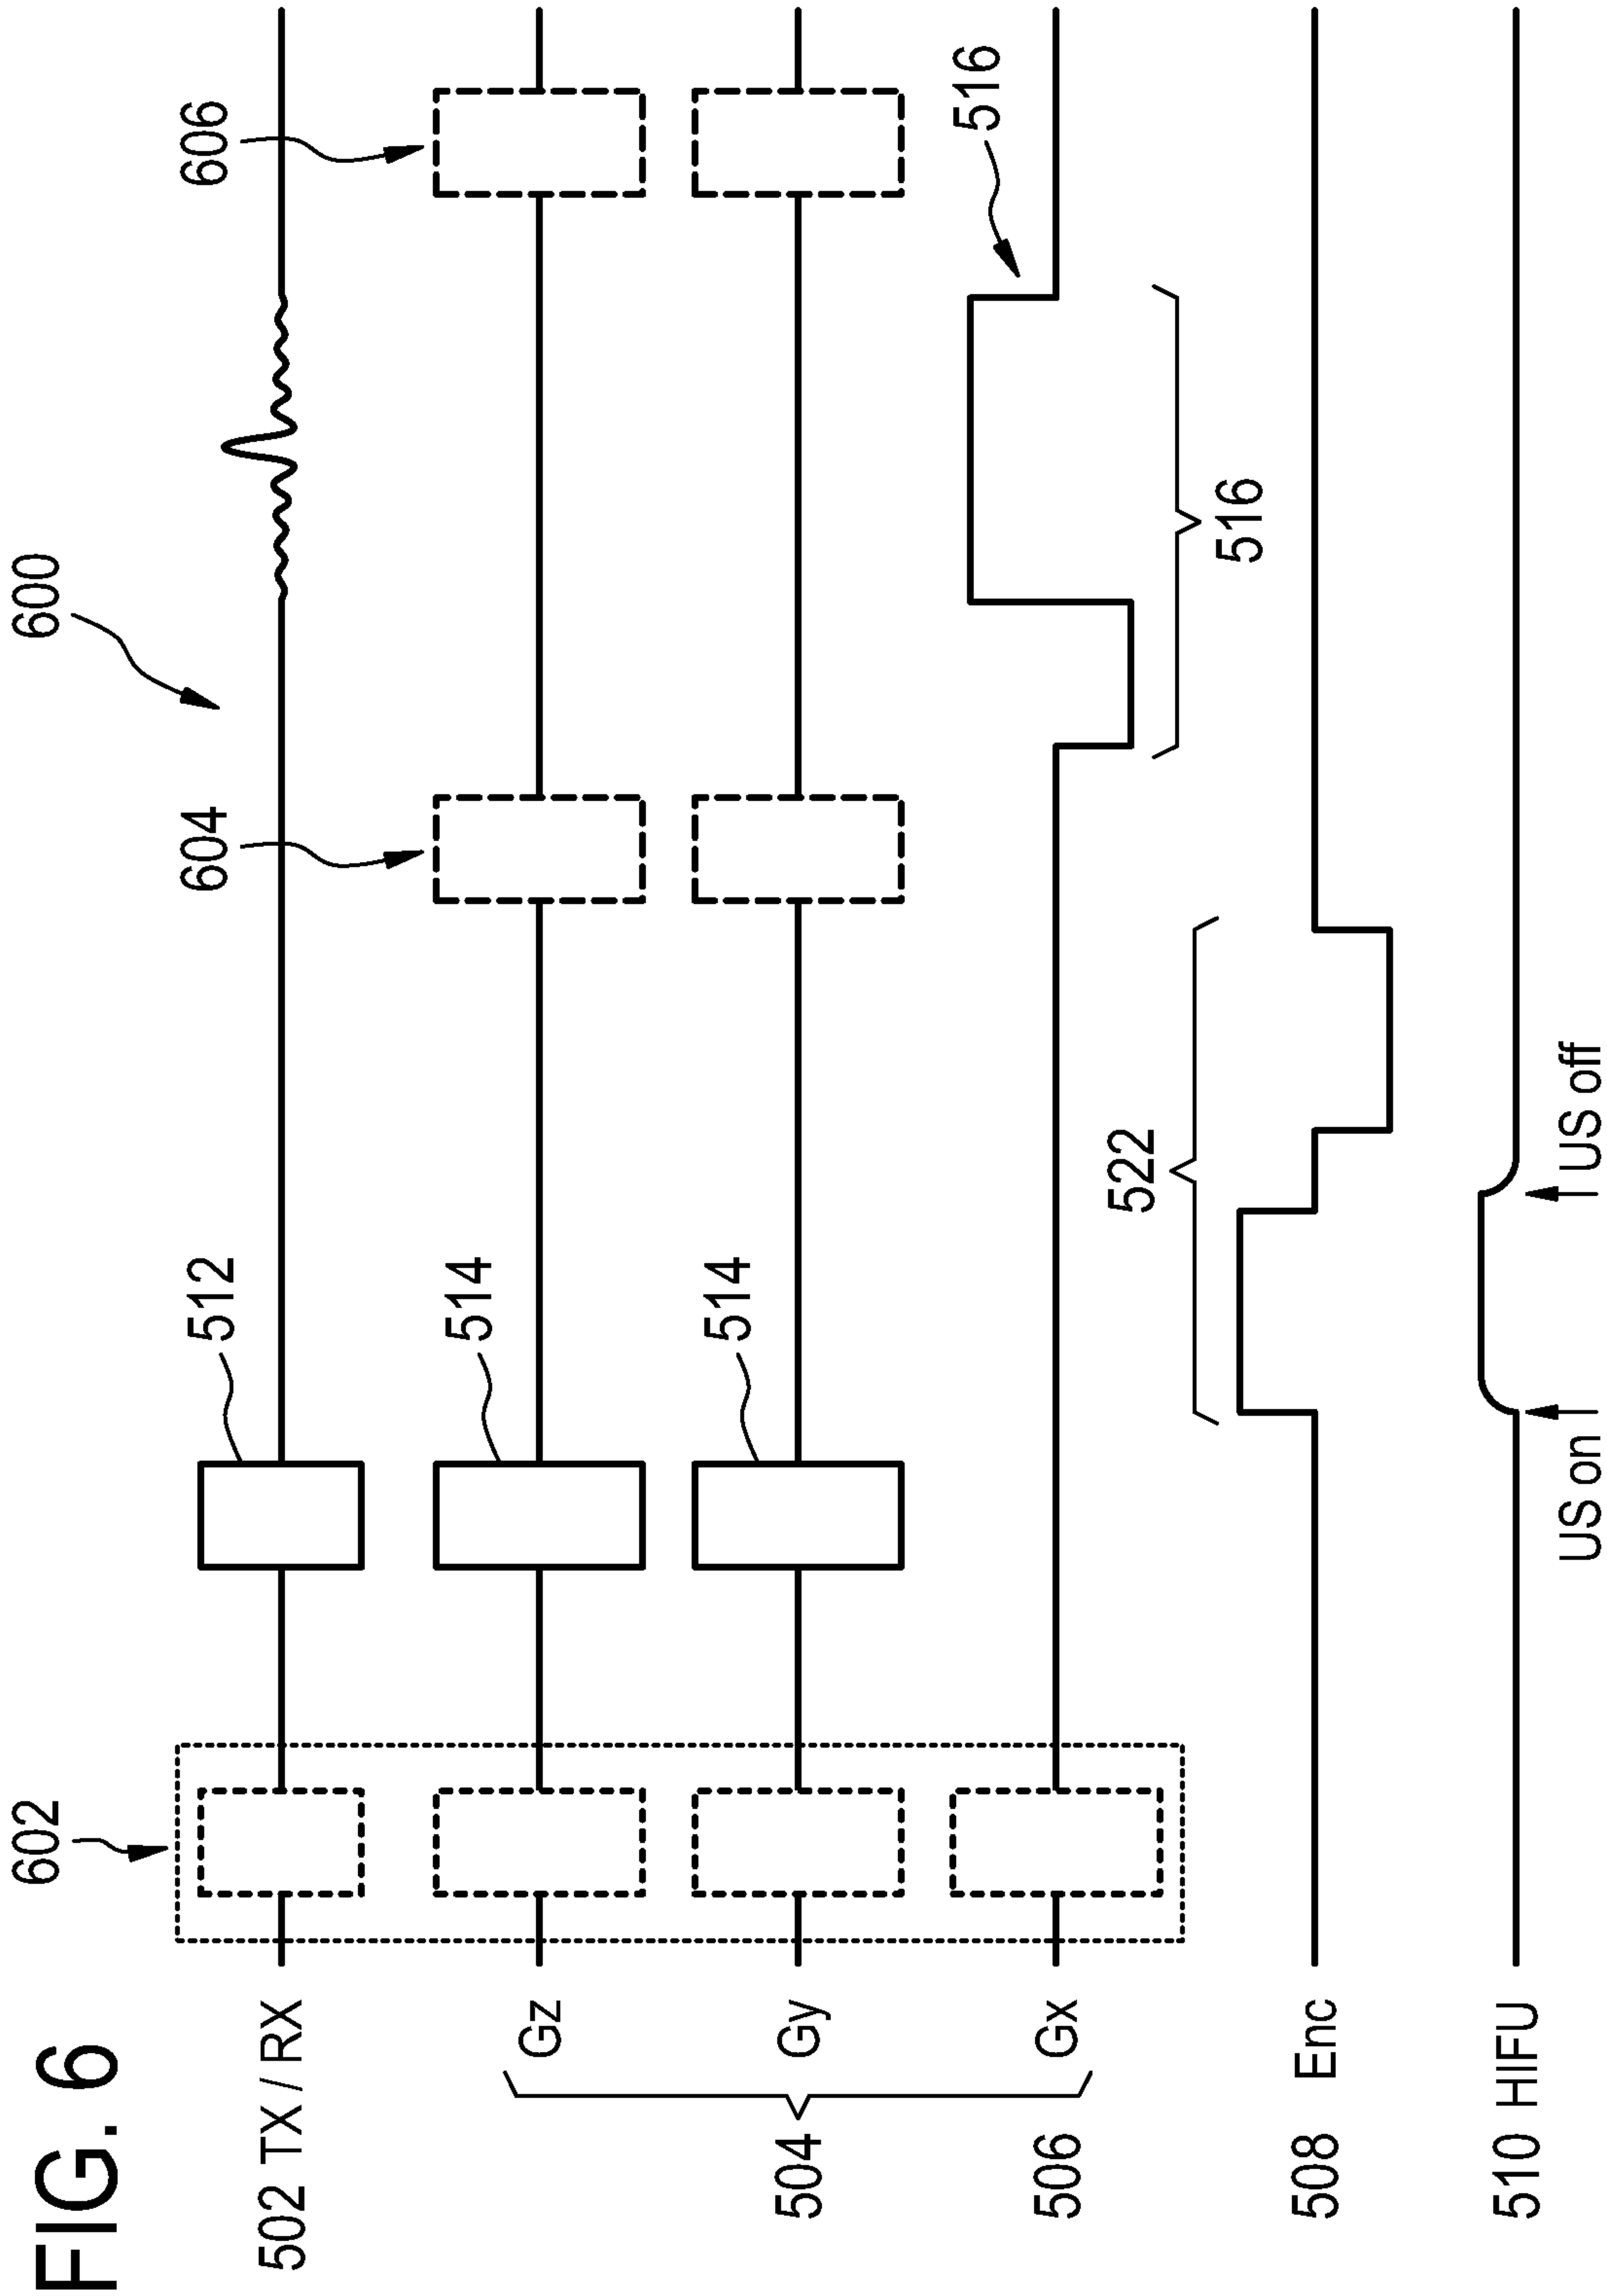 FIG. 6
602
600
604
606
502 TX / RX
512
Gz
514
504
Gy
514
506
Gx
516
516
522
508 Enc
510 HIFU
US on
US off